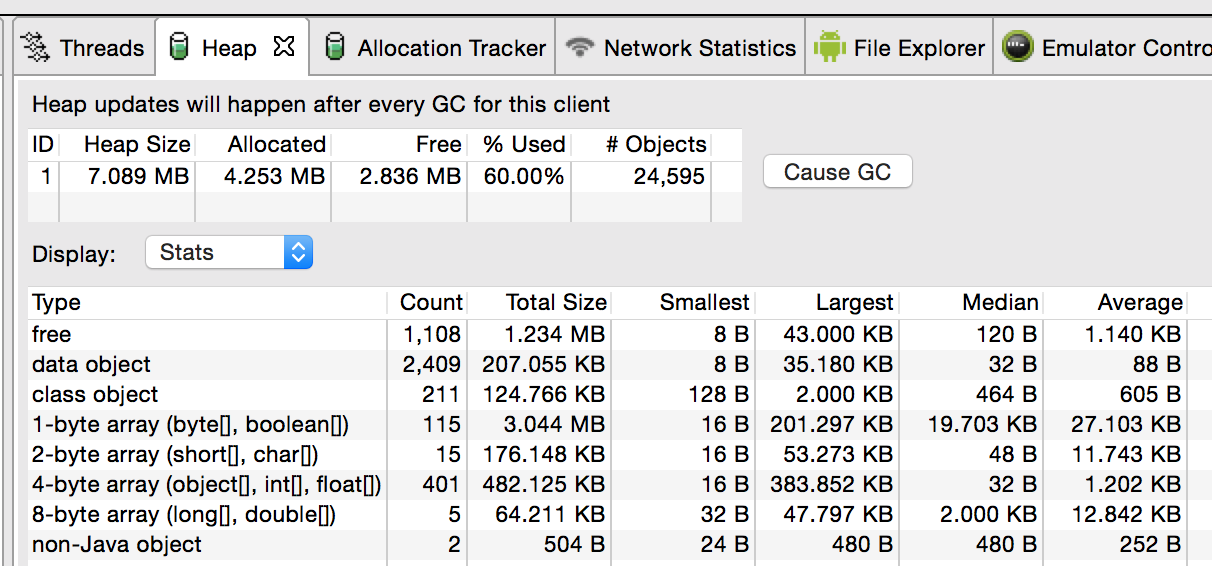 Threads Heap Allocation Tracker Network Statistics File Explorer Emulator Contro
Heap updates will happen after every GC for this client
ID Heap Size Allocated Free % Used # Objects
1 7.089 MB 4.253 MB 2.836 MB 60.00% 24,595
Cause GC
Display: Stats
Type Count Total Size Smallest Largest Median Average
free 1,108 1.234 MB 8 B 43.000 KB 120 B 1.140 KB
data object 2,409 207.055 KB 8 B 35.180 KB 32 B 88 B
class object 211 124.766 KB 128 B 2.000 KB 464 B 605 B
1-byte array (byte[], boolean[]) 115 3.044 MB 16 B 201.297 KB 19.703 KB 27.103 KB
2-byte array (short[], char[]) 15 176.148 KB 16 B 53.273 KB 48 B 11.743 KB
4-byte array (object[], int[], float[]) 401 482.125 KB 16 B 383.852 KB 32 B 1.202 KB
8-byte array (long[], double[]) 5 64.211 KB 32 B 47.797 KB 2.000 KB 12.842 KB
non-Java object 2 504 B 24 B 480 B 480 B 252 B